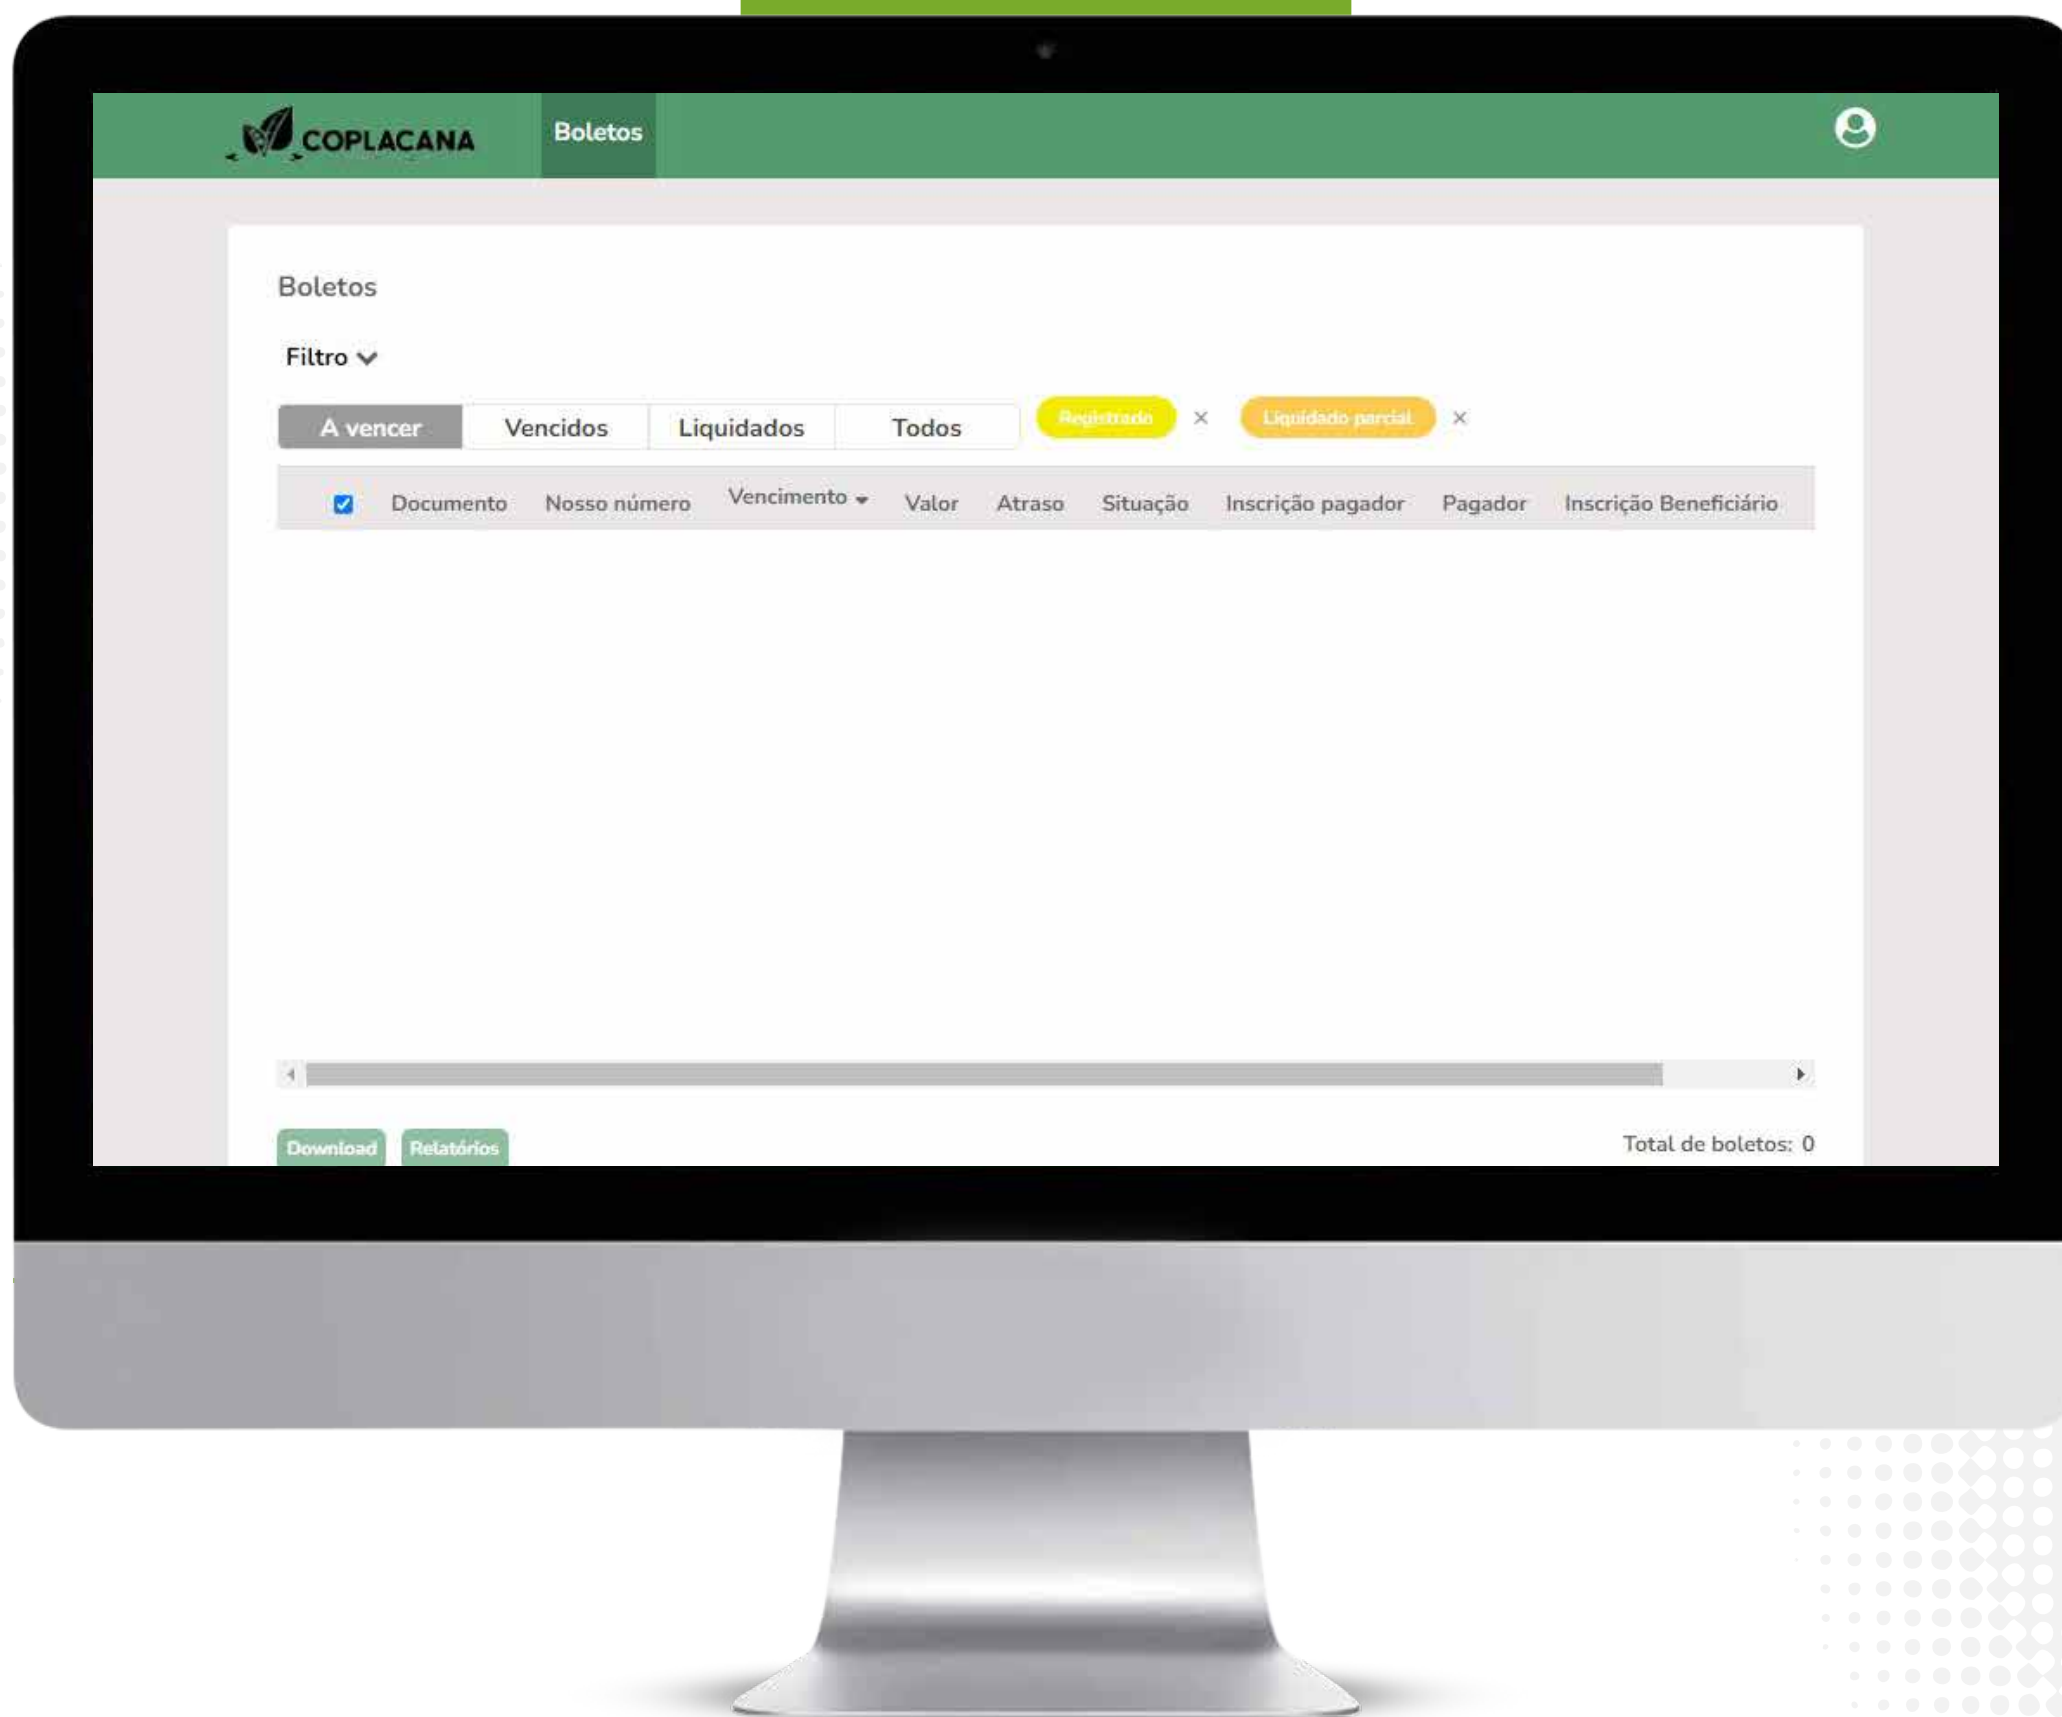 COPLACANA Boletos
Boletos
Filtro
A vencer Vencidos Liquidados Todos Registrado × Liquidado parcial ×
Documento Nosso número Vencimento Valor Atraso Situação Inscrição pagador Pagador Inscrição Beneficiário
Download Relatórios Total de boletos: 0